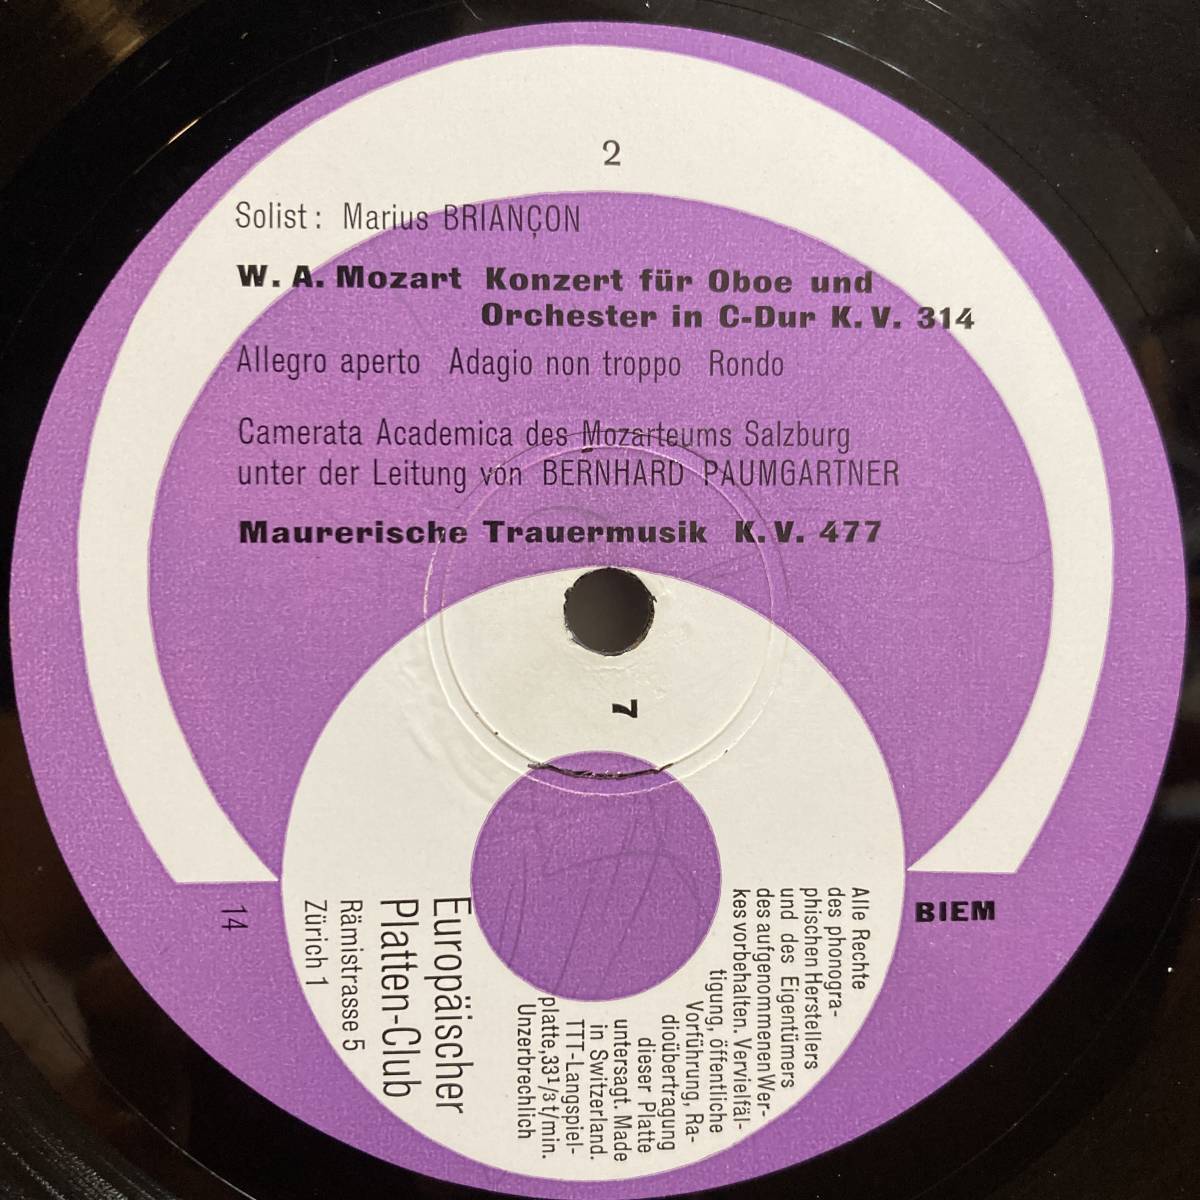 2
Solist: Marius BRIANÇON
W. A. Mozart Konzert für Oboe und
Orchester in C-Dur K. V. 314
Allegro aperto Adagio non troppo Rondo
Camerata Academica des Mozarteums Salzburg
unter der Leitung von BERNHARD PAUMGARTNER
Maurerische Trauermusik K. V. 477
7
14
BIEM
Europäischer
Platten-Club
Rämistrasse 5
Zürich 1
Alle Rechte
des phonogra-
phischen Herstellers
und des Eigentümers
des aufgenommenen Wer-
kes vorbehalten. Vervielfäl-
tigung, öffentliche
Vorführung, Ra-
dioübertragung
dieser Platte
untersagt. Made
in Switzerland.
TTT-Langspiel-
platte, 33 1/3 t/min.
Unzerbrechlich